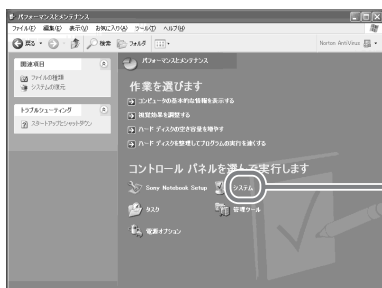 パフォーマンスとメンテナンス
ファイル(F) 編集(E) 表示(V) お気に入り(A) ツール(T) ヘルプ(H)
戻る 検索 フォルダ Norton AntiVirus
関連項目
ファイルの種類
システムの復元
トラブルシューティング
スタートアップとシャットダウン
パフォーマンスとメンテナンス
作業を選びます
コンピュータの基本的な情報を表示する
視覚効果を調整する
ハード ディスクの空き容量を増やす
ハード ディスクを整理してプログラムの実行を速くする
コントロール パネルを選んで実行します
Sony Notebook Setup システム
タスク 管理ツール
電源オプション